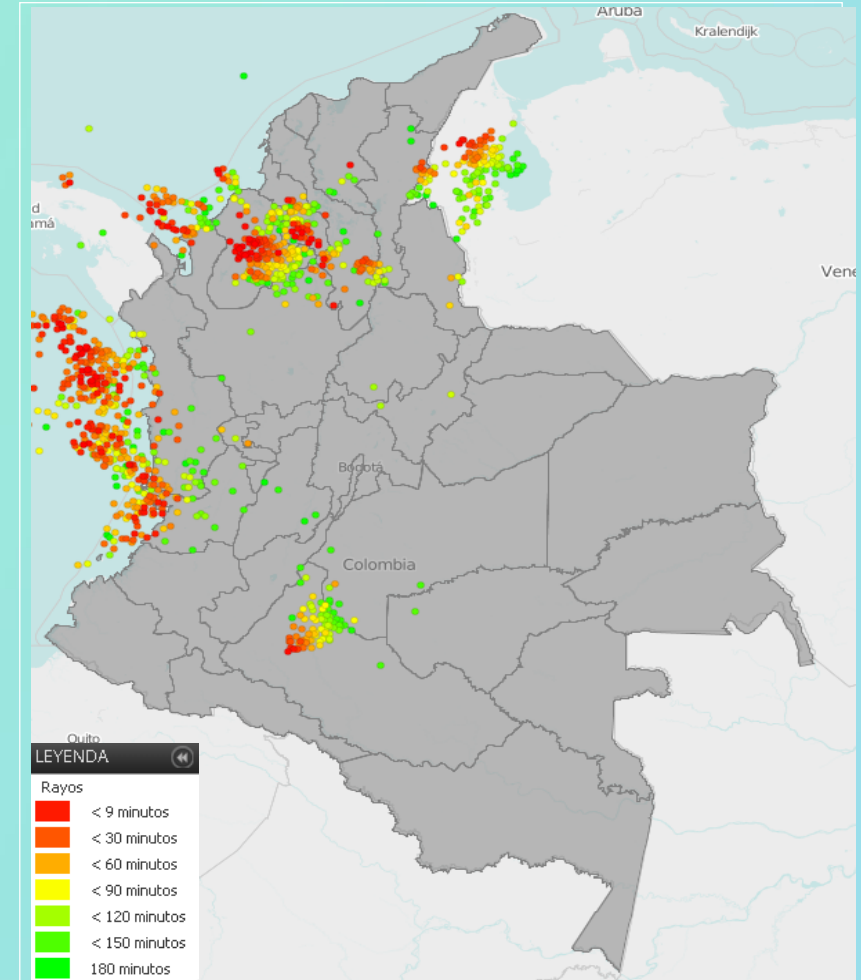 Aruba
Kralendijk
d
amá
Vene
Bogotá
Colombia
Quito
LEYENDA
Rayos
< 9 minutos
< 30 minutos
< 60 minutos
< 90 minutos
< 120 minutos
< 150 minutos
180 minutos